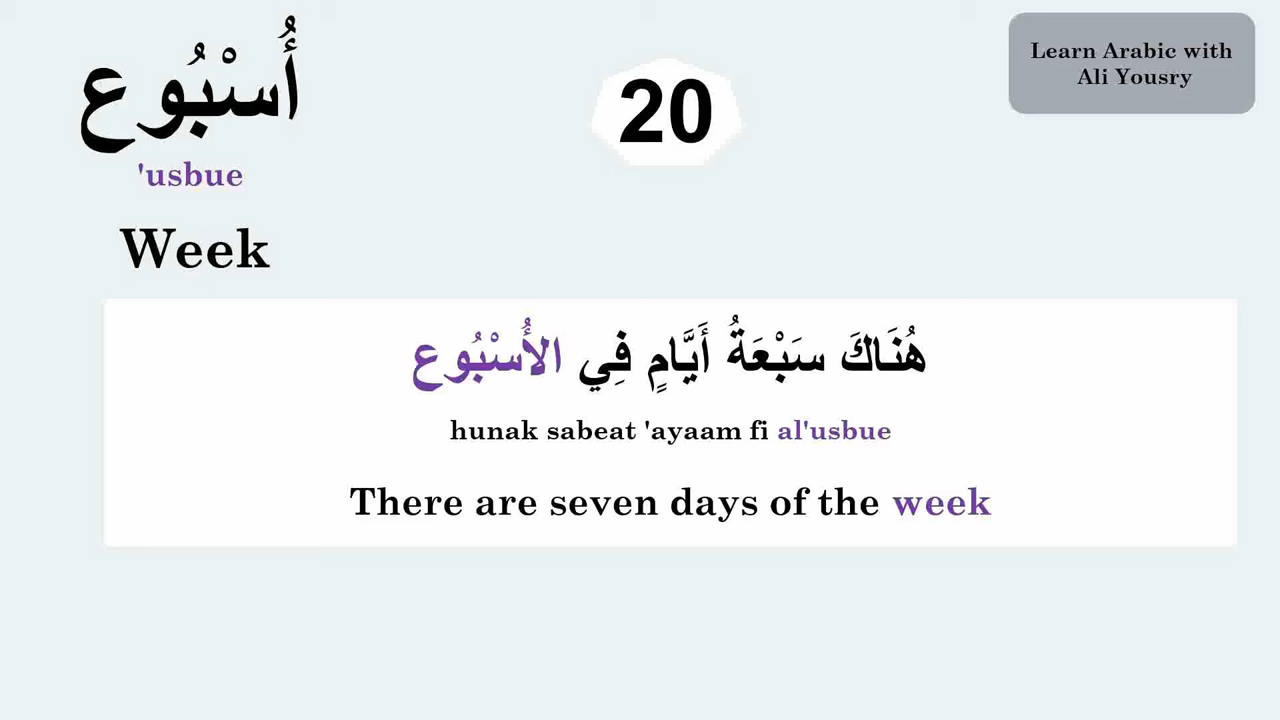 أُسْبُوع
'usbue
Week
20
Learn Arabic with
Ali Yousry
هُنَاكَ سَبْعَةُ أَيَّامٍ فِي الأُسْبُوع
hunak sabeat 'ayaam fi al'usbue
There are seven days of the week